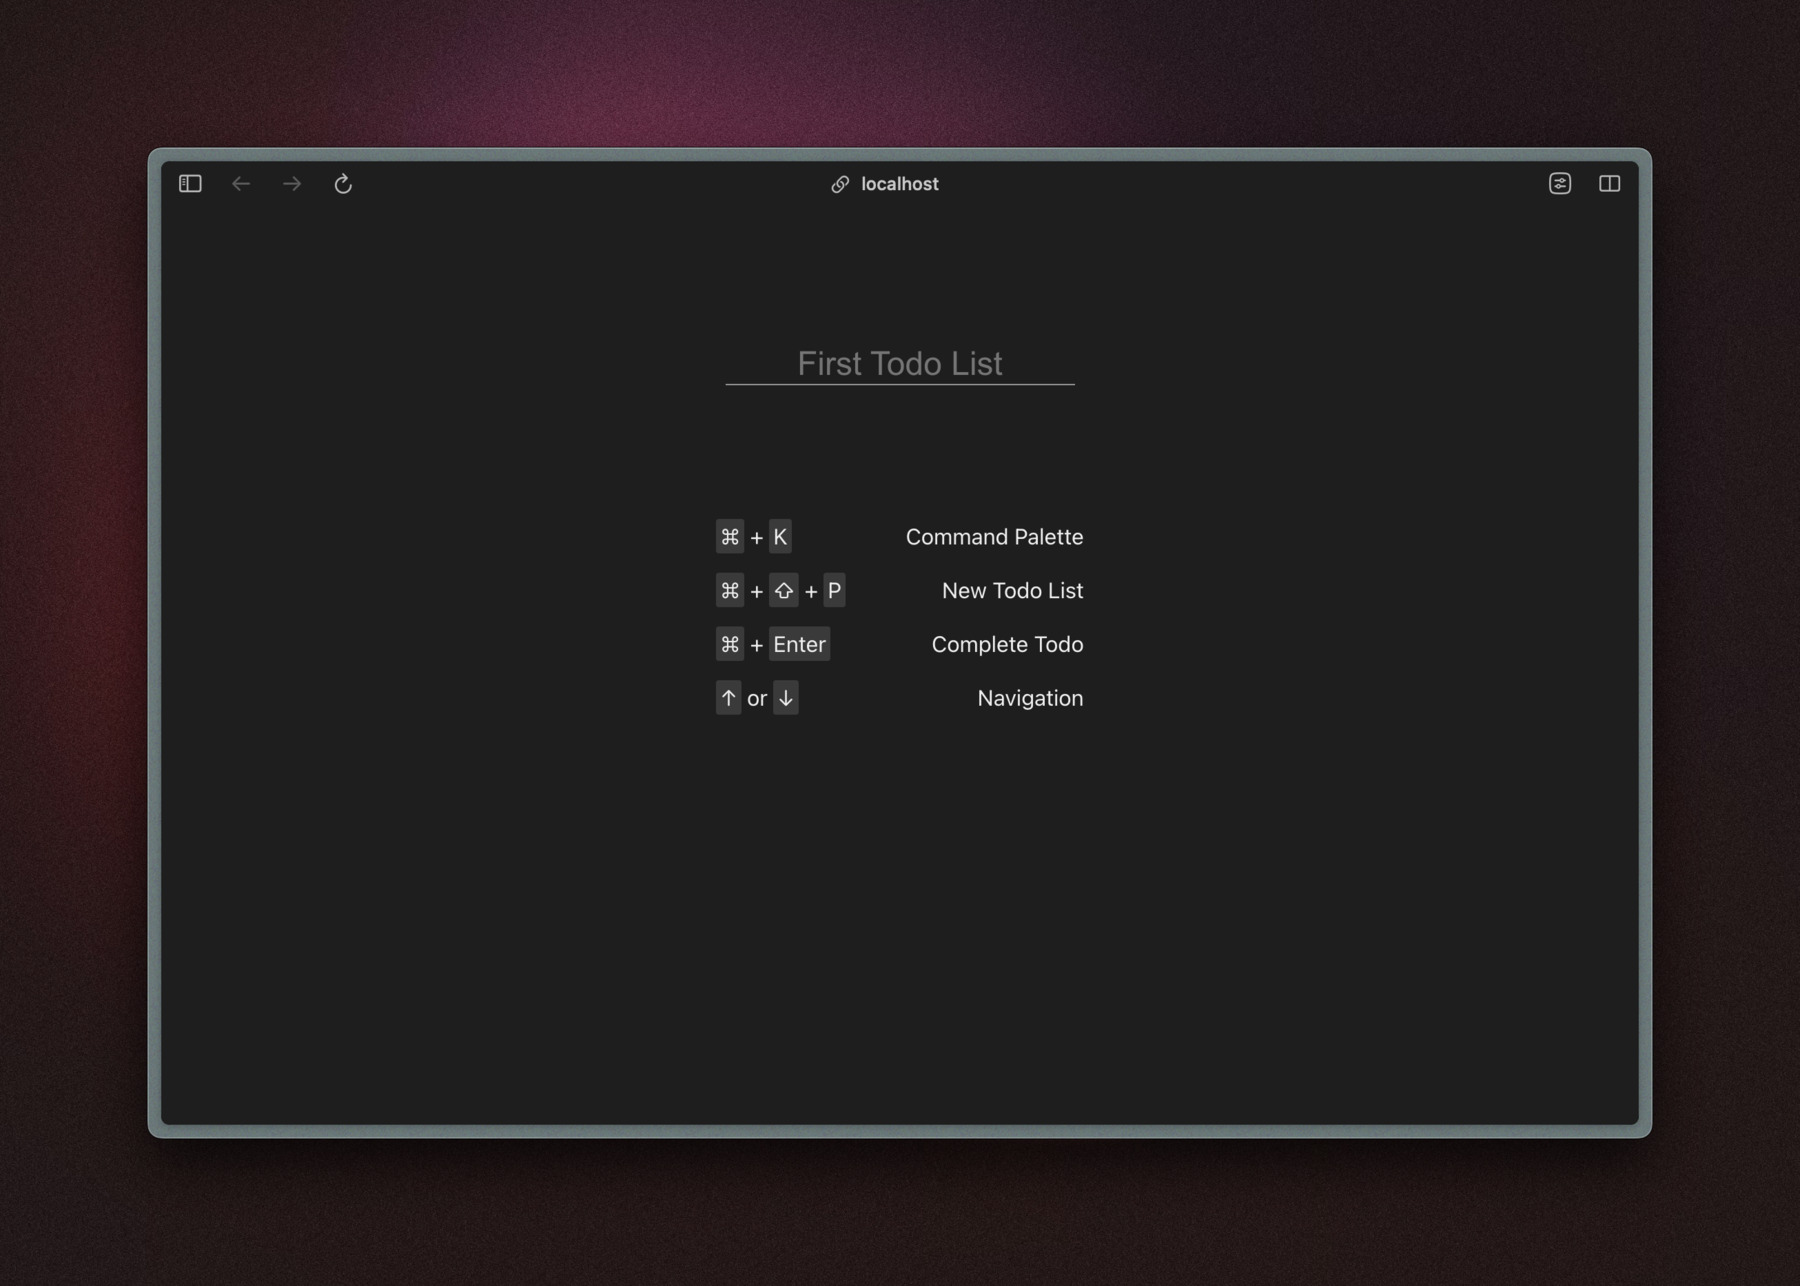 localhost
First Todo List
⌘ + K Command Palette
⌘ + ⇧ + P New Todo List
⌘ + Enter Complete Todo
↑ or ↓ Navigation